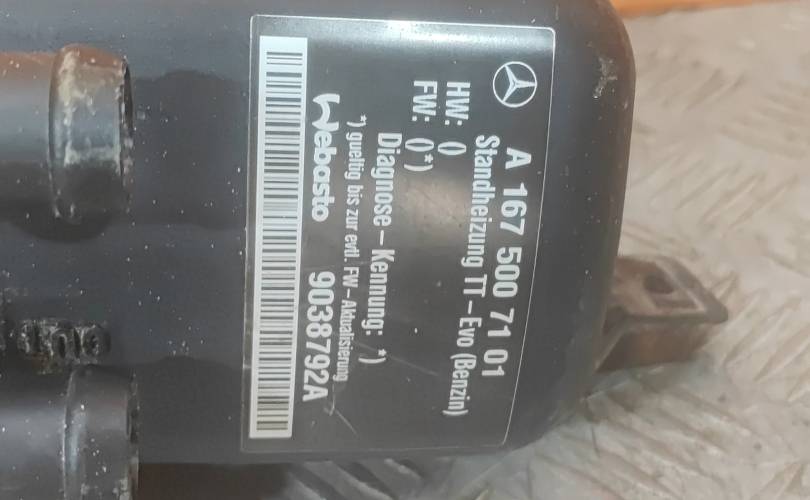 A 167 500 71 01
Standheizung TT-Evo (Benzin)
HW: ()
FW: ()*)
Diagnose-Kennung: *)
*) gueltig bis zur evtl. FW-Aktualisierung
Webasto 9038792A